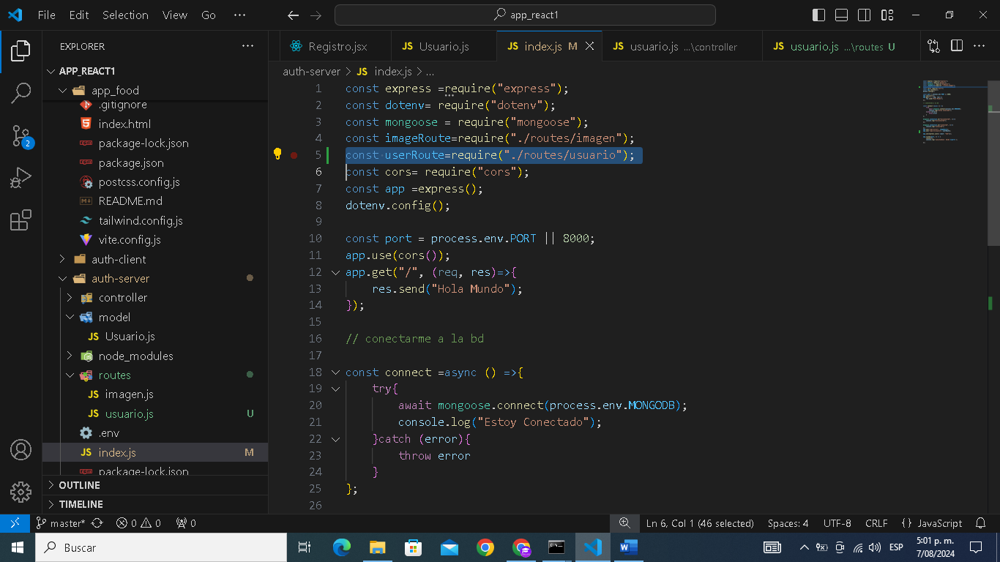 File Edit Selection View Go ··· app_react1
EXPLORER ···
APP_REACT1
app_food
.gitignore
index.html
package-lock.json
package.json
postcss.config.js
README.md
tailwind.config.js
vite.config.js
auth-client
auth-server
controller
model
JS Usuario.js
node_modules
routes
JS imagen.js
JS usuario.js U
.env
JS index.js M
package-lock.json
OUTLINE
TIMELINE
Registro.jsx JS Usuario.js JS index.js M JS usuario.js ...\controller JS usuario.js ...\routes U
auth-server > JS index.js > ...
1 const express =require("express");
2 const dotenv= require("dotenv");
3 const mongoose = require("mongoose");
4 const imageRoute=require("./routes/imagen");
5 const·userRoute=require("./routes/usuario");
6 const cors= require("cors");
7 const app =express();
8 dotenv.config();
9
10 const port = process.env.PORT || 8000;
11 app.use(cors());
12 app.get("/", (req, res)=>{
13 res.send("Hola Mundo");
14 });
15
16 // conectarme a la bd
17
18 const connect =async () =>{
19 try{
20 await mongoose.connect(process.env.MONGODB);
21 console.log("Estoy Conectado");
22 }catch (error){
23 throw error
24 }
25 };
26
2
master* 0 0 0 Ln 6, Col 1 (46 selected) Spaces: 4 UTF-8 CRLF {} JavaScript
Buscar ESP 5:01 p. m.
7/08/2024